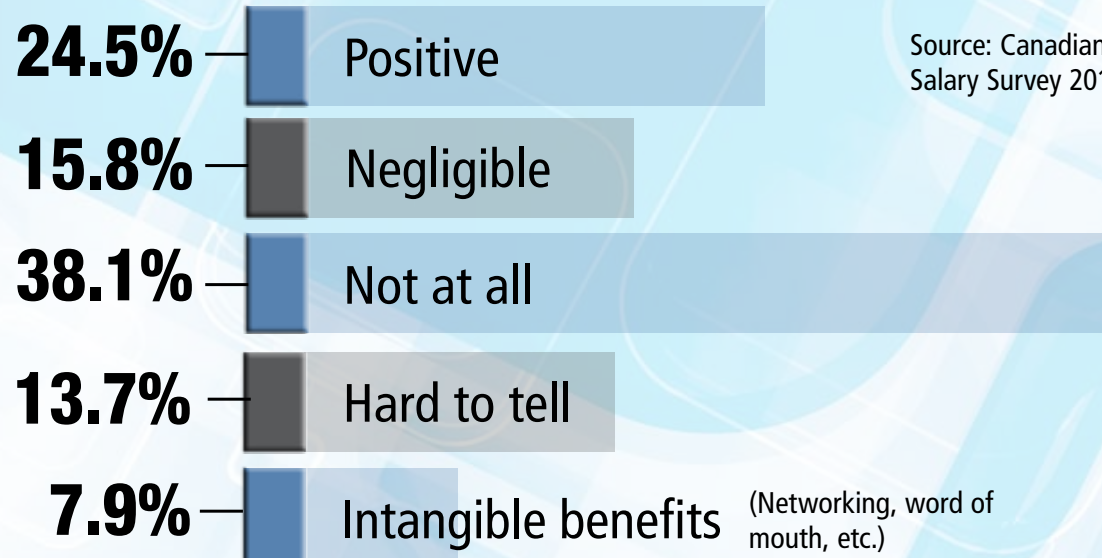 24.5% Positive
Source: Canadian
Salary Survey
15.8% Negligible
38.1% Not at all
13.7% Hard to tell
7.9% Intangible benefits
(Networking, word of
mouth, etc.)